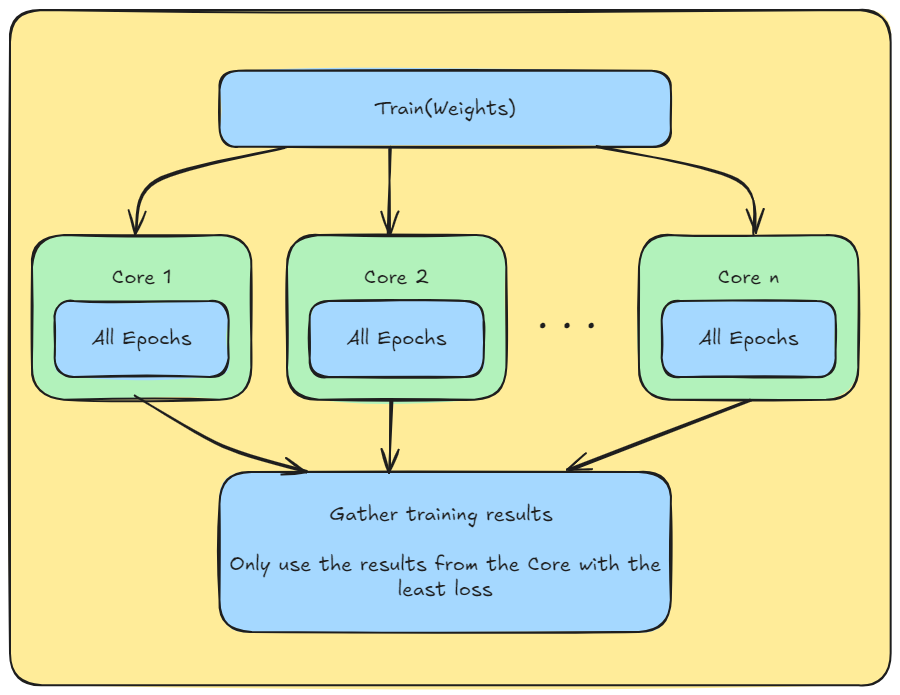 Train(Weights)
Core 1
Core 2
Core n
All Epochs
All Epochs
. . .
All Epochs
Gather training results
Only use the results from the Core with the
least loss